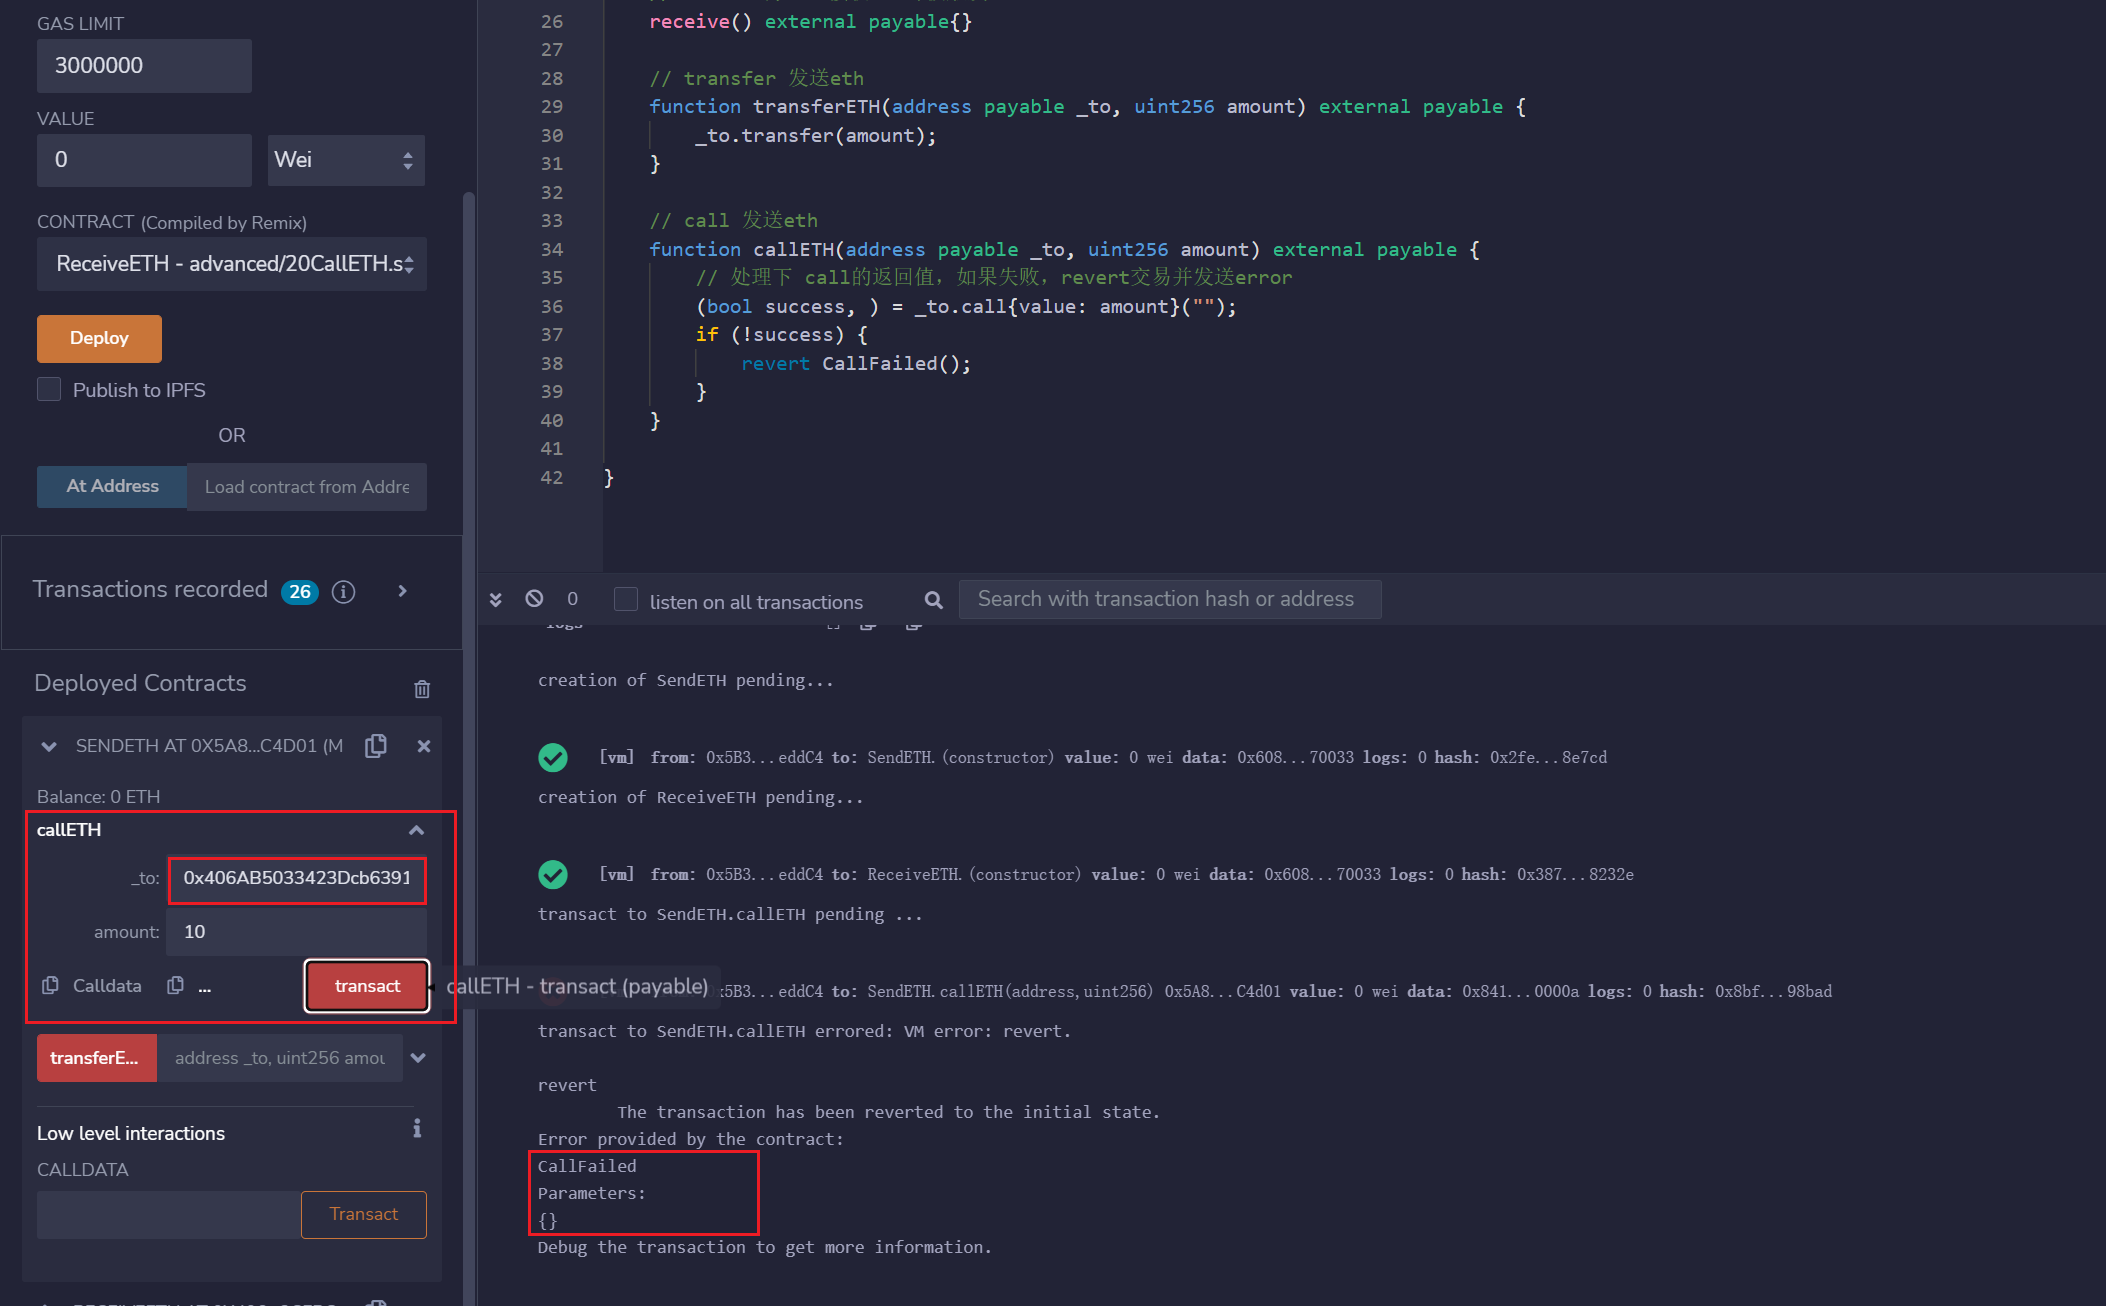 GAS LIMIT
3000000
VALUE
0
Wei
CONTRACT (Compiled by Remix)
ReceiveETH - advanced/20CallETH.s
Deploy
Publish to IPFS
OR
At Address
Load contract from Addre
Transactions recorded 26
Deployed Contracts
SENDETH AT 0X5A8...C4D01 (M
Balance: 0 ETH
callETH
_to:
0x406AB5033423Dcb6391
amount:
10
Calldata
...
transact
callETH - transact (payable)
transferE...
address _to, uint256 amou
Low level interactions
CALLDATA
Transact
26 receive() external payable{}
27
28 // transfer 发送eth
29 function transferETH(address payable _to, uint256 amount) external payable {
30 _to.transfer(amount);
31 }
32
33 // call 发送eth
34 function callETH(address payable _to, uint256 amount) external payable {
35 // 处理下 call的返回值，如果失败，revert交易并发送error
36 (bool success, ) = _to.call{value: amount}("");
37 if (!success) {
38 revert CallFailed();
39 }
40 }
41
42 }
0
listen on all transactions
Search with transaction hash or address
logs
creation of SendETH pending...
[vm] from: 0x5B3...eddC4 to: SendETH.(constructor) value: 0 wei data: 0x608...70033 logs: 0 hash: 0x2fe...8e7cd
creation of ReceiveETH pending...
[vm] from: 0x5B3...eddC4 to: ReceiveETH.(constructor) value: 0 wei data: 0x608...70033 logs: 0 hash: 0x387...8232e
transact to SendETH.callETH pending ...
0x5B3...eddC4 to: SendETH.callETH(address,uint256) 0x5A8...C4d01 value: 0 wei data: 0x841...0000a logs: 0 hash: 0x8bf...98bad
transact to SendETH.callETH errored: VM error: revert.
revert
The transaction has been reverted to the initial state.
Error provided by the contract:
CallFailed
Parameters:
{}
Debug the transaction to get more information.